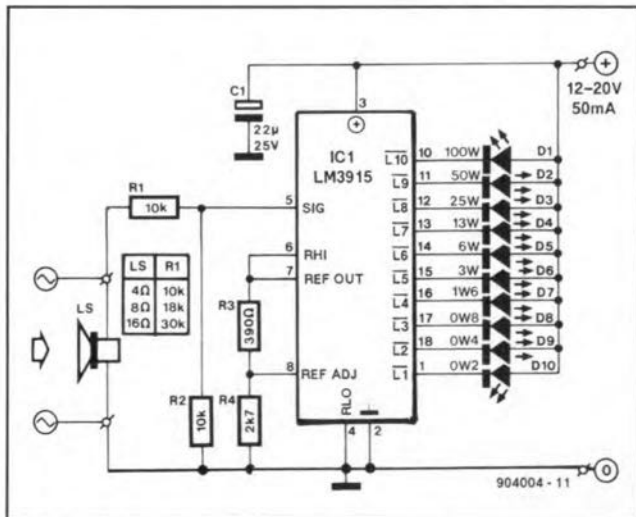 C1
22µ
25V
3
12–20V
50mA
IC1
LM3915
R1
10k
5
SIG
6
RHI
7
REF OUT
R3
390Ω
8
REF ADJ
R2
10k
R4
2k7
RLO
4
2
LS
LS R1
4Ω 10k
8Ω 18k
16Ω 30k
L10 10 100W D1
L9 11 50W D2
L8 12 25W D3
L7 13 13W D4
L6 14 6W D5
L5 15 3W D6
L4 16 1W6 D7
L3 17 0W8 D8
L2 18 0W4 D9
L1 1 0W2 D10
0
904004 - 11